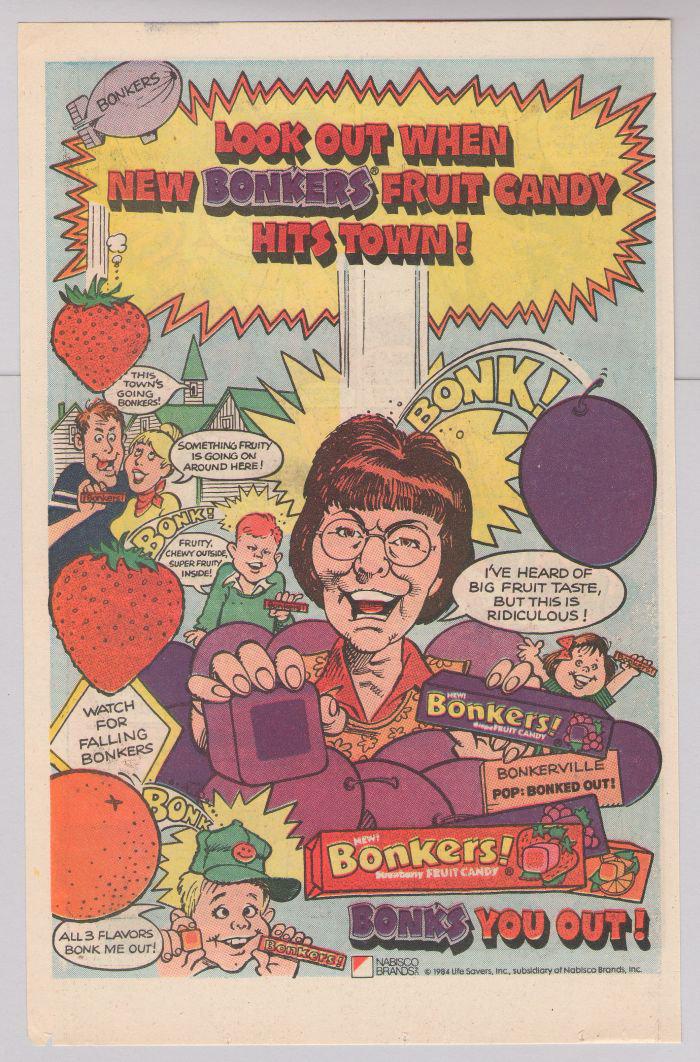 BONKERS
LOOK OUT WHEN
NEW BONKERS® FRUIT CANDY
HITS TOWN!
THIS
TOWN'S
GOING
BONKERS!
SOMETHING FRUITY
IS GOING ON
AROUND HERE!
Bonkers!
BONK!
BONK!
FRUITY,
CHEWY OUTSIDE,
SUPER FRUITY
INSIDE!
I'VE HEARD OF
BIG FRUIT TASTE,
BUT THIS IS
RIDICULOUS!
NEW!
Bonkers!
Grape FRUIT CANDY
WATCH
FOR
FALLING
BONKERS
BONKERVILLE
POP: BONKED OUT!
BONK
NEW!
Bonkers!
Strawberry FRUIT CANDY ®
ALL 3 FLAVORS
BONK ME OUT!
Bonkers!
BONKS YOU OUT!
NABISCO
BRANDS
© 1984 Life Savers, Inc., subsidiary of Nabisco Brands, Inc.